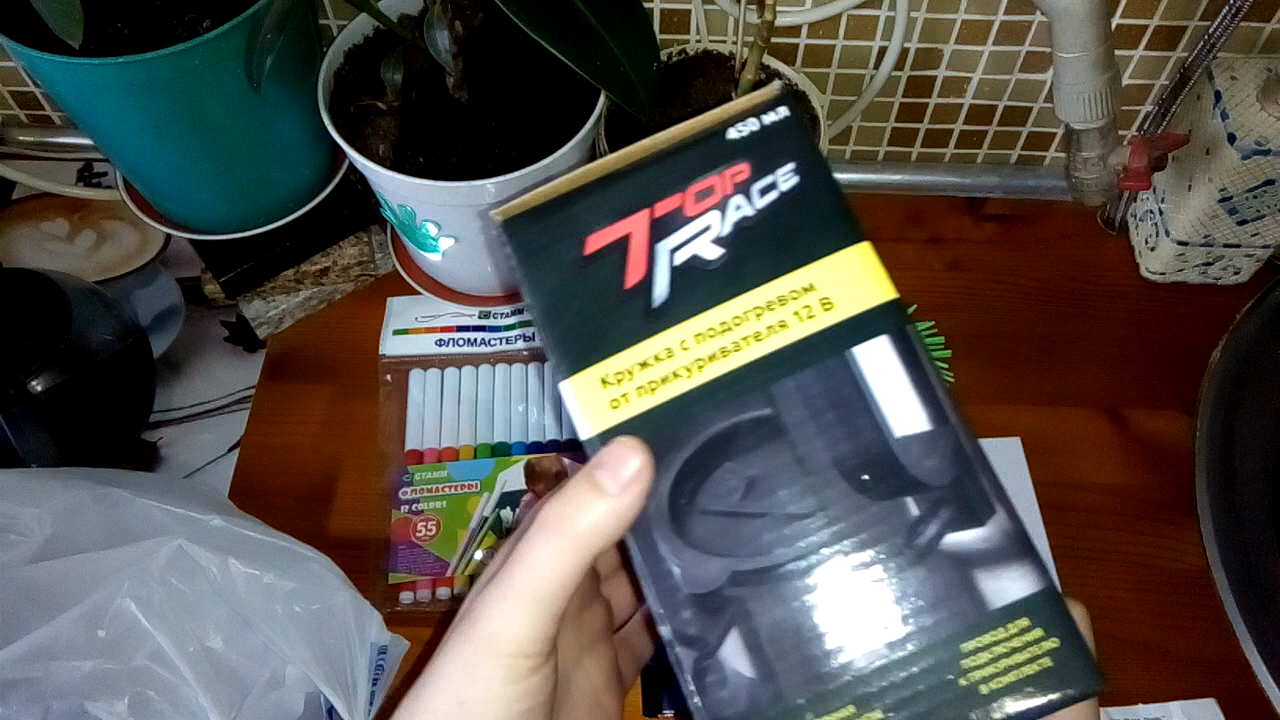 450 мл
TOP
RACE
Кружка с подогревом
от прикуривателя 12 В
СТАММ
ФЛОМАСТЕРЫ
СТАММ
ФЛОМАСТЕРЫ
12 COLORS
55